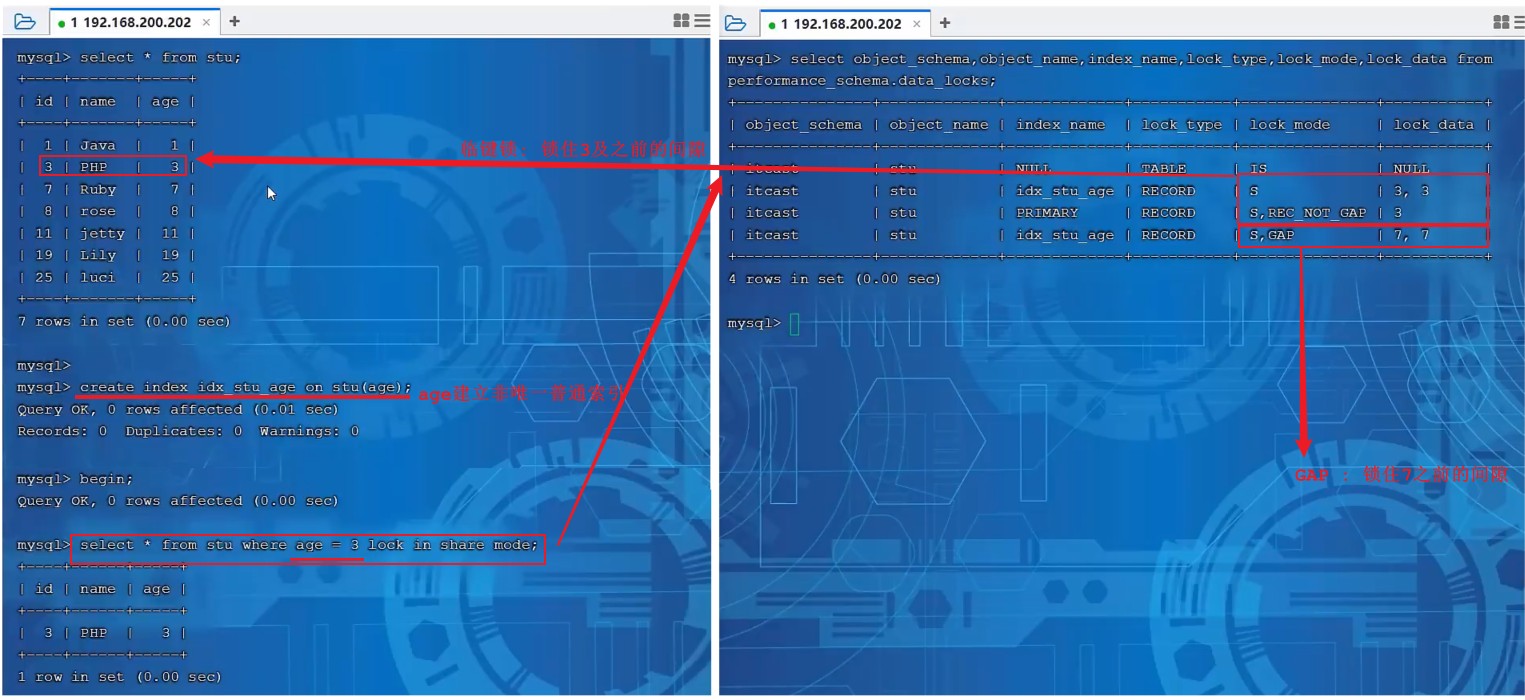 1 192.168.200.202 × +
mysql> select * from stu;
+----+-------+-----+
| id | name  | age |
+----+-------+-----+
|  1 | Java  |   1 |
|  3 | PHP   |   3 |
|  7 | Ruby  |   7 |
|  8 | rose  |   8 |
| 11 | jetty |  11 |
| 19 | Lily  |  19 |
| 25 | luci  |  25 |
+----+-------+-----+
7 rows in set (0.00 sec)
临键锁: 锁住3及之前的间隙
mysql>
mysql> create index idx_stu_age on stu(age);
age建立非唯一普通索引
Query OK, 0 rows affected (0.01 sec)
Records: 0  Duplicates: 0  Warnings: 0
mysql> begin;
Query OK, 0 rows affected (0.00 sec)
mysql> select * from stu where age = 3 lock in share mode;
+----+------+-----+
| id | name | age |
+----+------+-----+
|  3 | PHP  |   3 |
+----+------+-----+
1 row in set (0.00 sec)
1 192.168.200.202 × +
mysql> select object_schema,object_name,index_name,lock_type,lock_mode,lock_data from
performance_schema.data_locks;
+---------------+-------------+-------------+-----------+---------------+-----------+
| object_schema | object_name | index_name  | lock_type | lock_mode     | lock_data |
+---------------+-------------+-------------+-----------+---------------+-----------+
| itcast        | stu         | NULL        | TABLE     | IS            | NULL      |
| itcast        | stu         | idx_stu_age | RECORD    | S             | 3, 3      |
| itcast        | stu         | PRIMARY     | RECORD    | S,REC_NOT_GAP | 3         |
| itcast        | stu         | idx_stu_age | RECORD    | S,GAP         | 7, 7      |
+---------------+-------------+-------------+-----------+---------------+-----------+
4 rows in set (0.00 sec)
mysql>
GAP : 锁住7之前的间隙